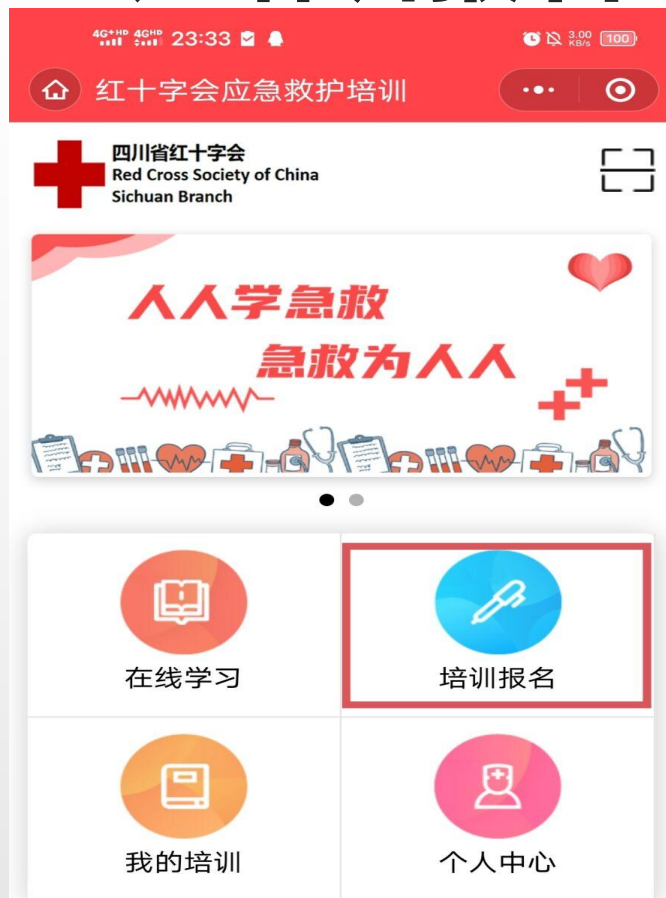 4G+HD 4GHD 23:33 3.00 KB/s 100
红十字会应急救护培训
四川省红十字会
Red Cross Society of China
Sichuan Branch
人人学急救
急救为人人
在线学习
培训报名
我的培训
个人中心